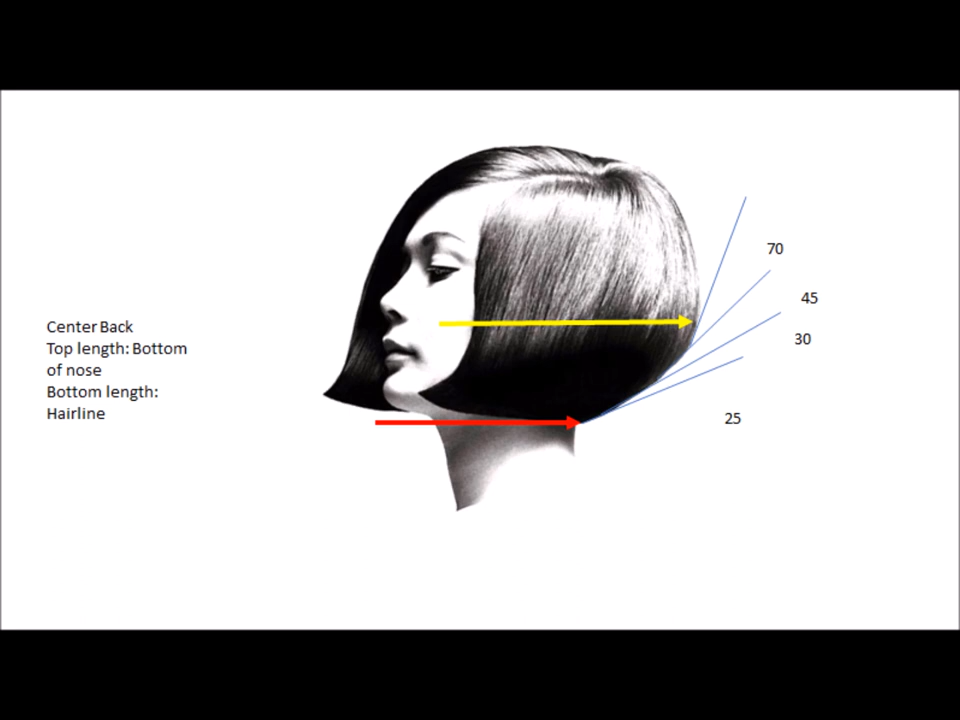 Center Back
Top length: Bottom
of nose
Bottom length:
Hairline
70
45
30
25